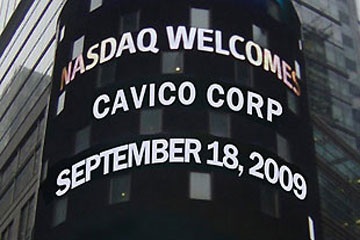 NASDAQ WELCOMES
CAVICO CORP
SEPTEMBER 18, 2009